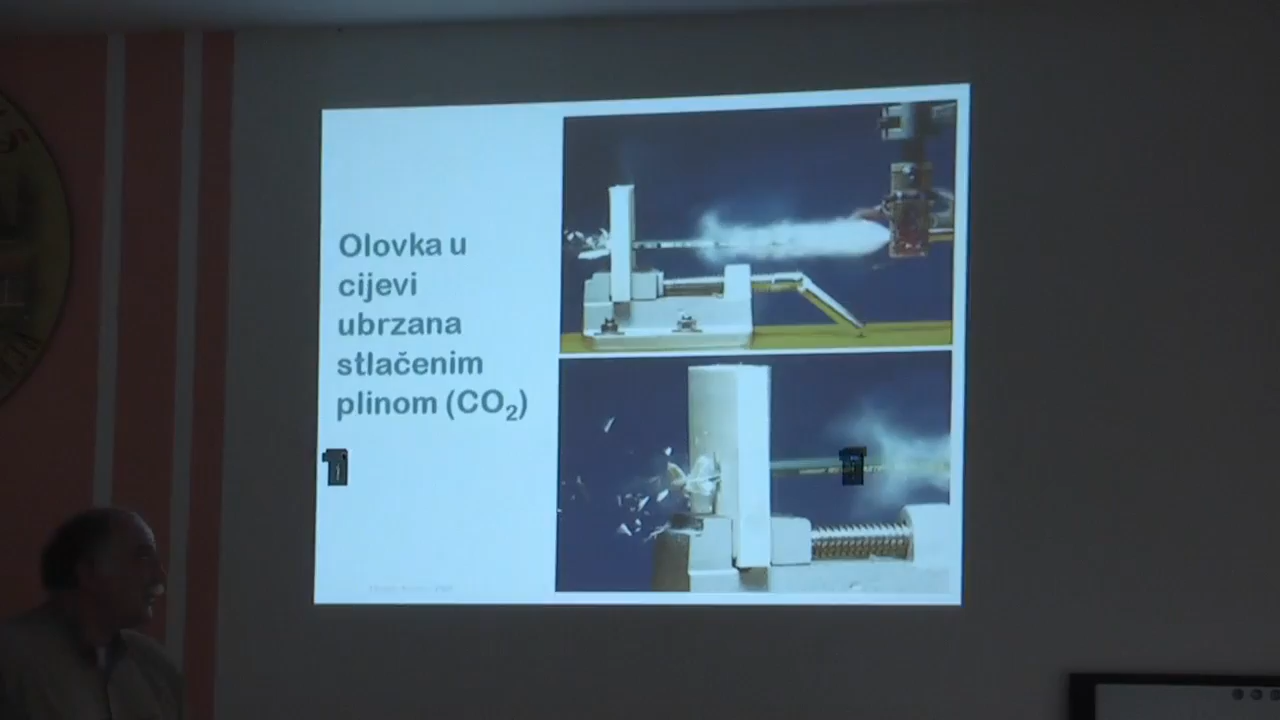 Olovka u
cijevi
ubrzana
stlačenim
plinom (CO₂)